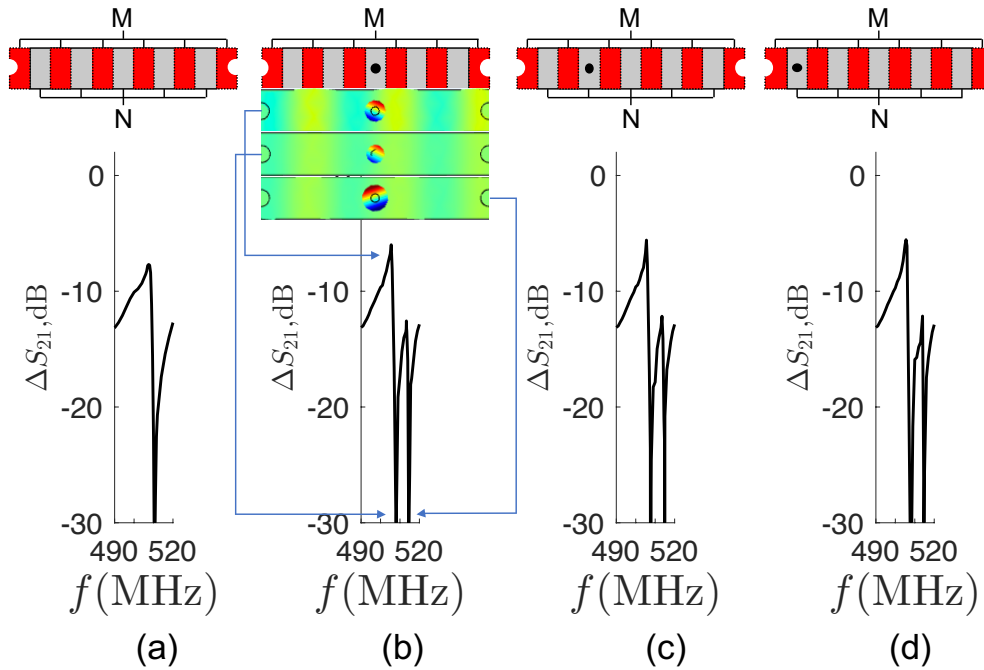 M M M M
N N N
0 0 0 0
-10 -10 -10 -10
ΔS₂₁,dB ΔS₂₁,dB ΔS₂₁,dB ΔS₂₁,dB
-20 -20 -20 -20
-30 -30 -30 -30
490 520 490 520 490 520 490 520
f(MHz) f(MHz) f(MHz) f(MHz)
(a) (b) (c) (d)